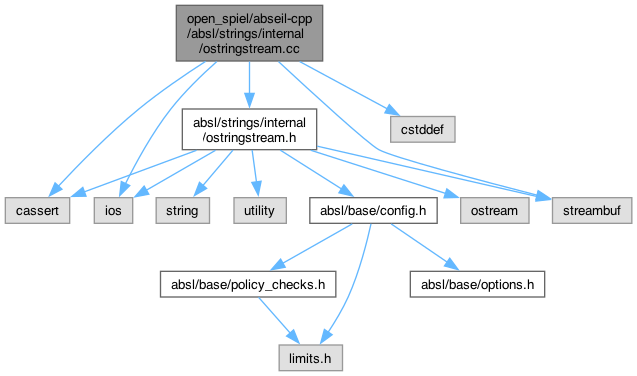 open_spiel/abseil-cpp
/absl/strings/internal
/ostringstream.cc
absl/strings/internal
/ostringstream.h
cstddef
cassert
ios
string
utility
absl/base/config.h
ostream
streambuf
absl/base/policy_checks.h
absl/base/options.h
limits.h